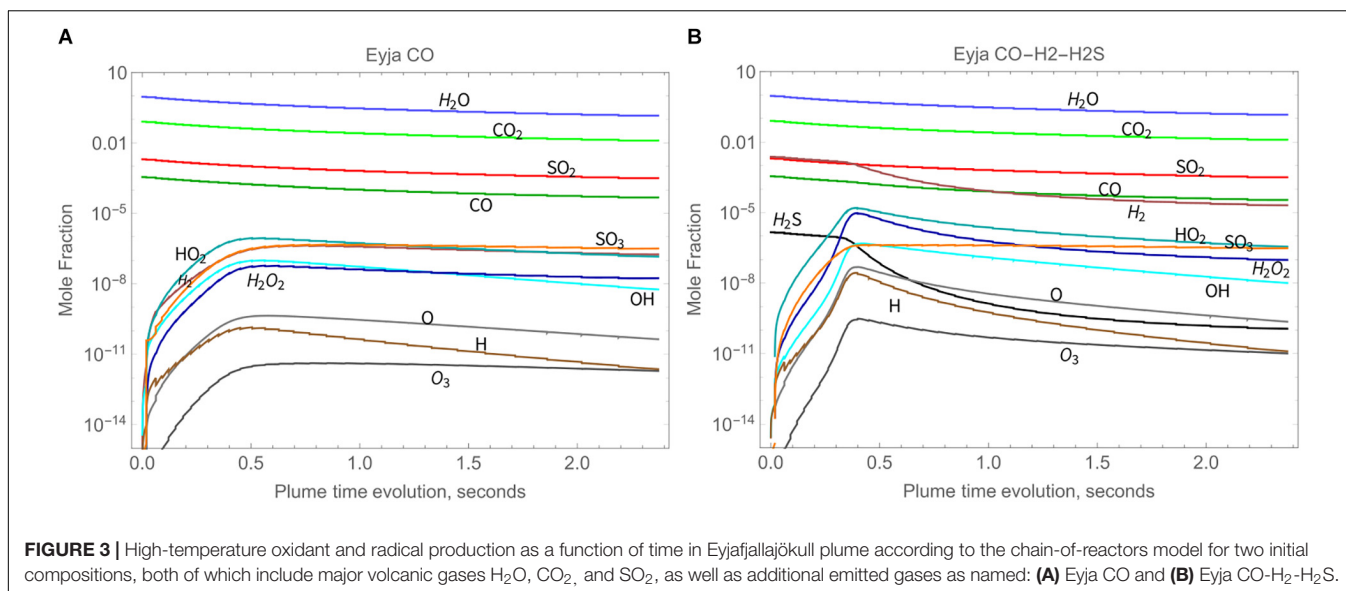 A
Eyja CO
10
0.01
10⁻⁵
10⁻⁸
10⁻¹¹
10⁻¹⁴
Mole Fraction
H₂O
CO₂
SO₂
CO
HO₂
H₂
SO₃
H₂O₂
OH
O
H
O₃
0.0 0.5 1.0 1.5 2.0
Plume time evolution, seconds
B
Eyja CO–H2–H2S
10
0.01
10⁻⁵
10⁻⁸
10⁻¹¹
10⁻¹⁴
Mole Fraction
H₂O
CO₂
SO₂
CO
H₂
H₂S
HO₂
SO₃
H₂O₂
OH
O
H
O₃
0.0 0.5 1.0 1.5 2.0
Plume time evolution, seconds
FIGURE 3 | High-temperature oxidant and radical production as a function of time in Eyjafjallajökull plume according to the chain-of-reactors model for two initial
compositions, both of which include major volcanic gases H₂O, CO₂, and SO₂, as well as additional emitted gases as named: (A) Eyja CO and (B) Eyja CO-H₂-H₂S.